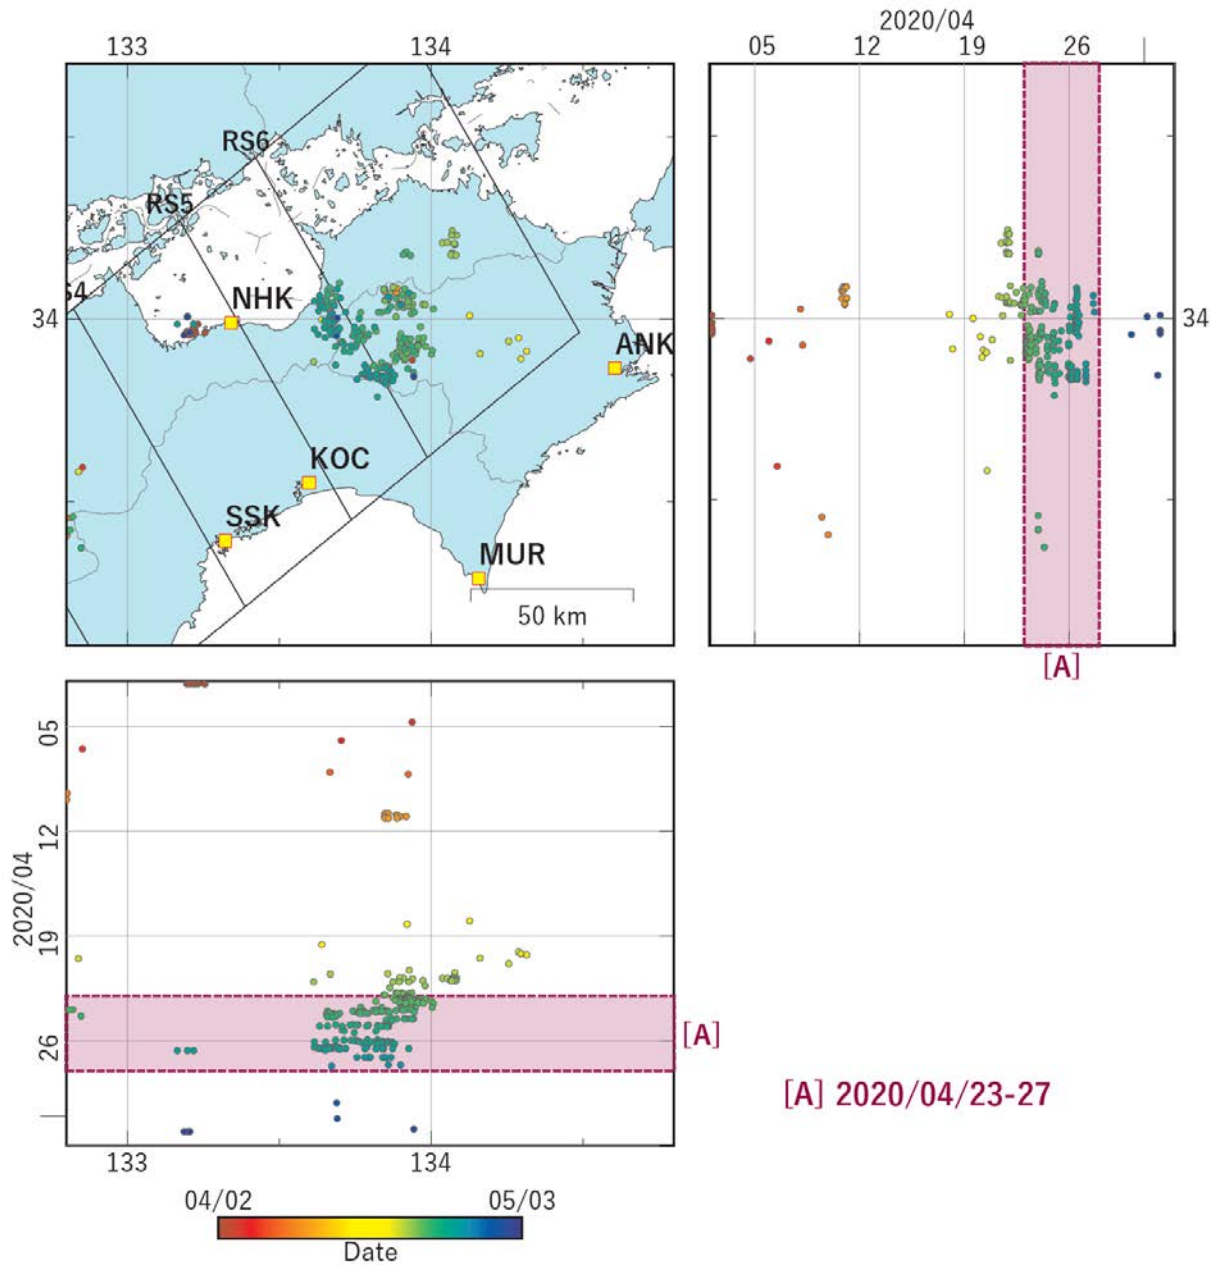 2020/04
133 134 05 12 19 26
RS6
RS5
S4
NHK
34
ANK
34
KOC
SSK
MUR
50 km
[A]
05
12
2020/04
19
26
[A]
[A] 2020/04/23-27
133 134
04/02 05/03
Date